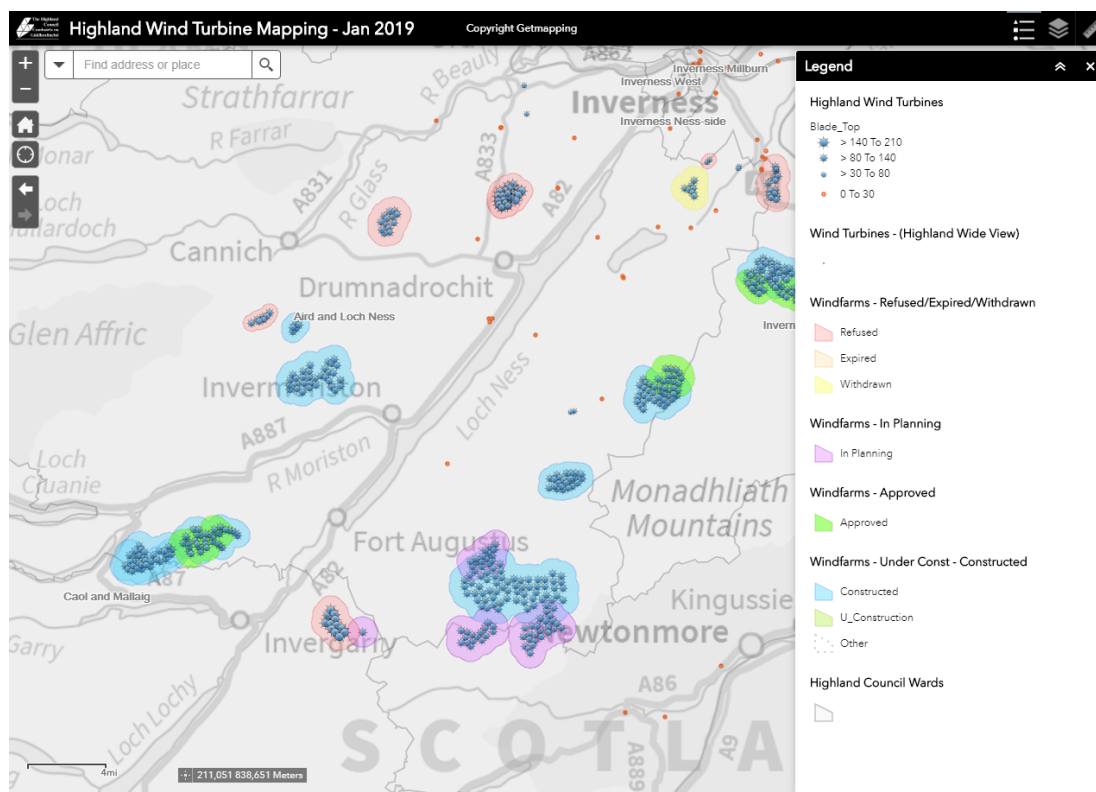 The Highland
Council
Highland Wind Turbine Mapping - Jan 2019
Copyright Getmapping
Find address or place
Legend
Highland Wind Turbines
Blade_Top
> 140 To 210
> 80 To 140
> 30 To 80
0 To 30
Wind Turbines - (Highland Wide View)
Windfarms - Refused/Expired/Withdrawn
Refused
Expired
Withdrawn
Windfarms - In Planning
In Planning
Windfarms - Approved
Approved
Windfarms - Under Const - Constructed
Constructed
U_Construction
Other
Highland Council Wards
R Beauly
A862
Inverness Millburn
Inverness West
Strathfarrar
Inverness
Inverness Ness-side
R Farrar
A833
A831
R Glass
A82
Loch
Cannich
Drumnadrochit
Aird and Loch Ness
Glen Affric
Loch Ness
A887
R Moriston
Loch
Cluanie
Monadhliath
Mountains
Fort Augustus
A87
A82
Caol and Mallaig
Kingussie
Invergarry
Newtonmore
Garry
A86
Loch Lochy
A9
A889
4mi
211,051 838,651 Meters